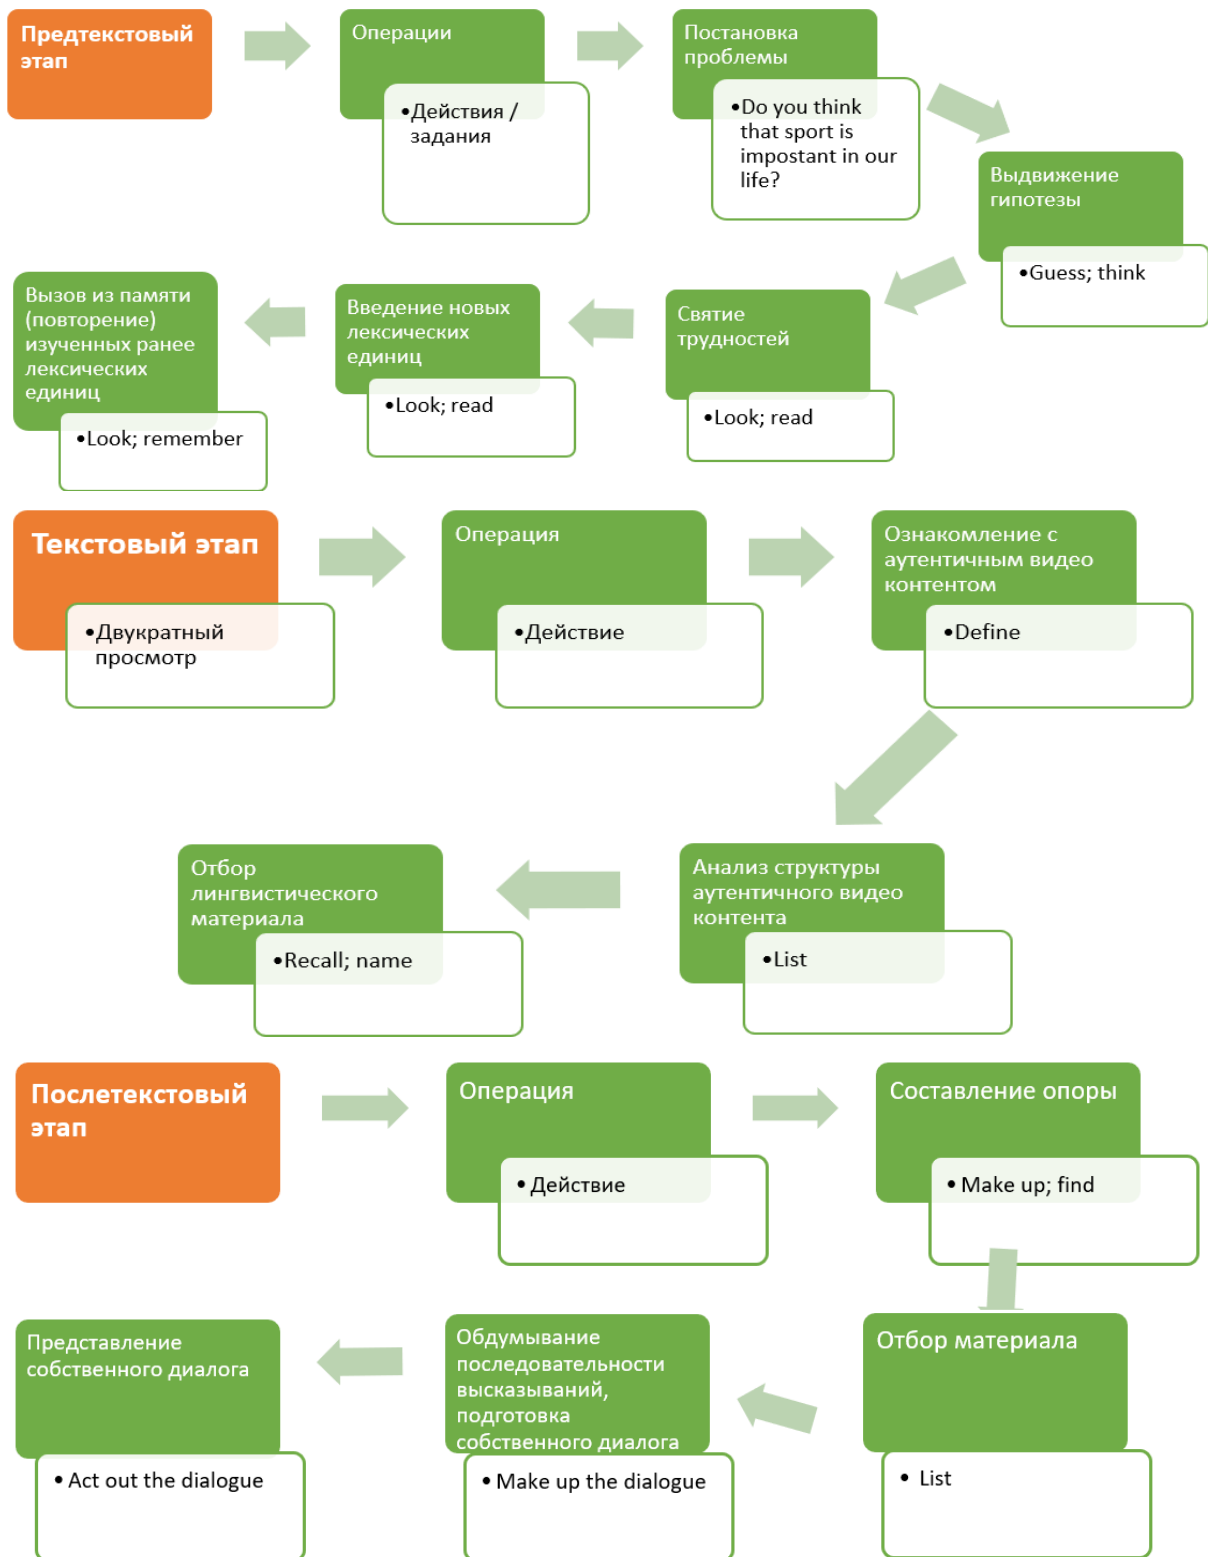 Предтекстовый
этап
Операции
•Действия /
задания
Постановка
проблемы
•Do you think
that sport is
impostant in our
life?
Выдвижение
гипотезы
•Guess; think
Святие
трудностей
•Look; read
Введение новых
лексических
единиц
•Look; read
Вызов из памяти
(повторение)
изученных ранее
лексических
единиц
•Look; remember
Текстовый этап
•Двукратный
просмотр
Операция
•Действие
Ознакомление с
аутентичным видео
контентом
•Define
Анализ структуры
аутентичного видео
контента
•List
Отбор
лингвистического
материала
•Recall; name
Послетекстовый
этап
Операция
• Действие
Составление опоры
• Make up; find
Отбор материала
• List
Обдумывание
последовательности
высказываний,
подготовка
собственного диалога
• Make up the dialogue
Представление
собственного диалога
• Act out the dialogue